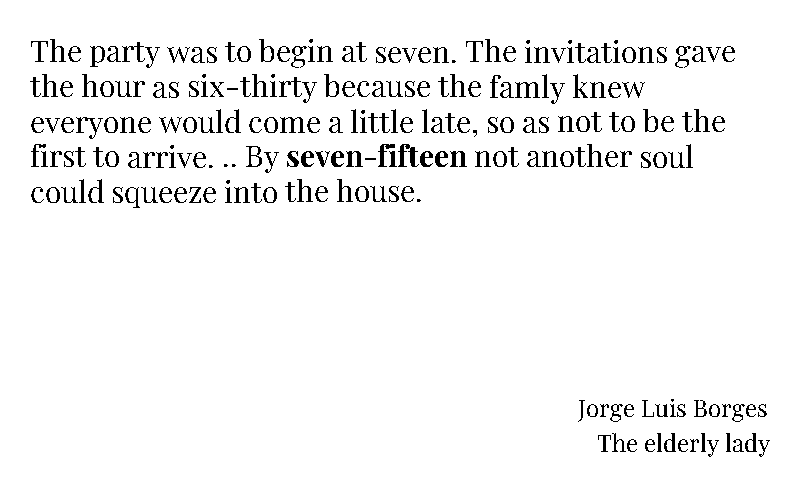 The party was to begin at seven. The invitations gave
the hour as six-thirty because the famly knew
everyone would come a little late, so as not to be the
first to arrive. .. By seven-fifteen not another soul
could squeeze into the house.
Jorge Luis Borges
The elderly lady